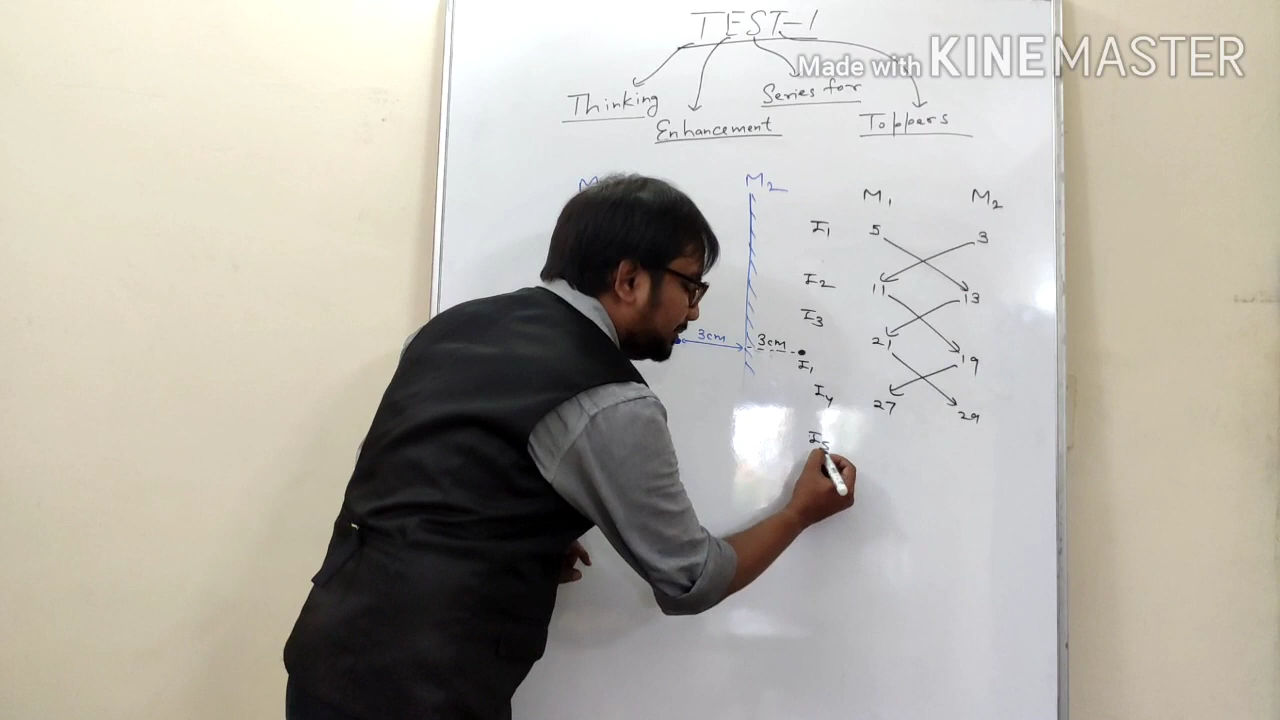 TEST-1
Made with KINEMASTER
Thinking
Enhancement
Series for
Toppers
M₂
M₁ M₂
I₁ 5 3
I₂ 11 13
I₃ 21 19
3cm 3cm
I₁
I₄ 27 29
I₅